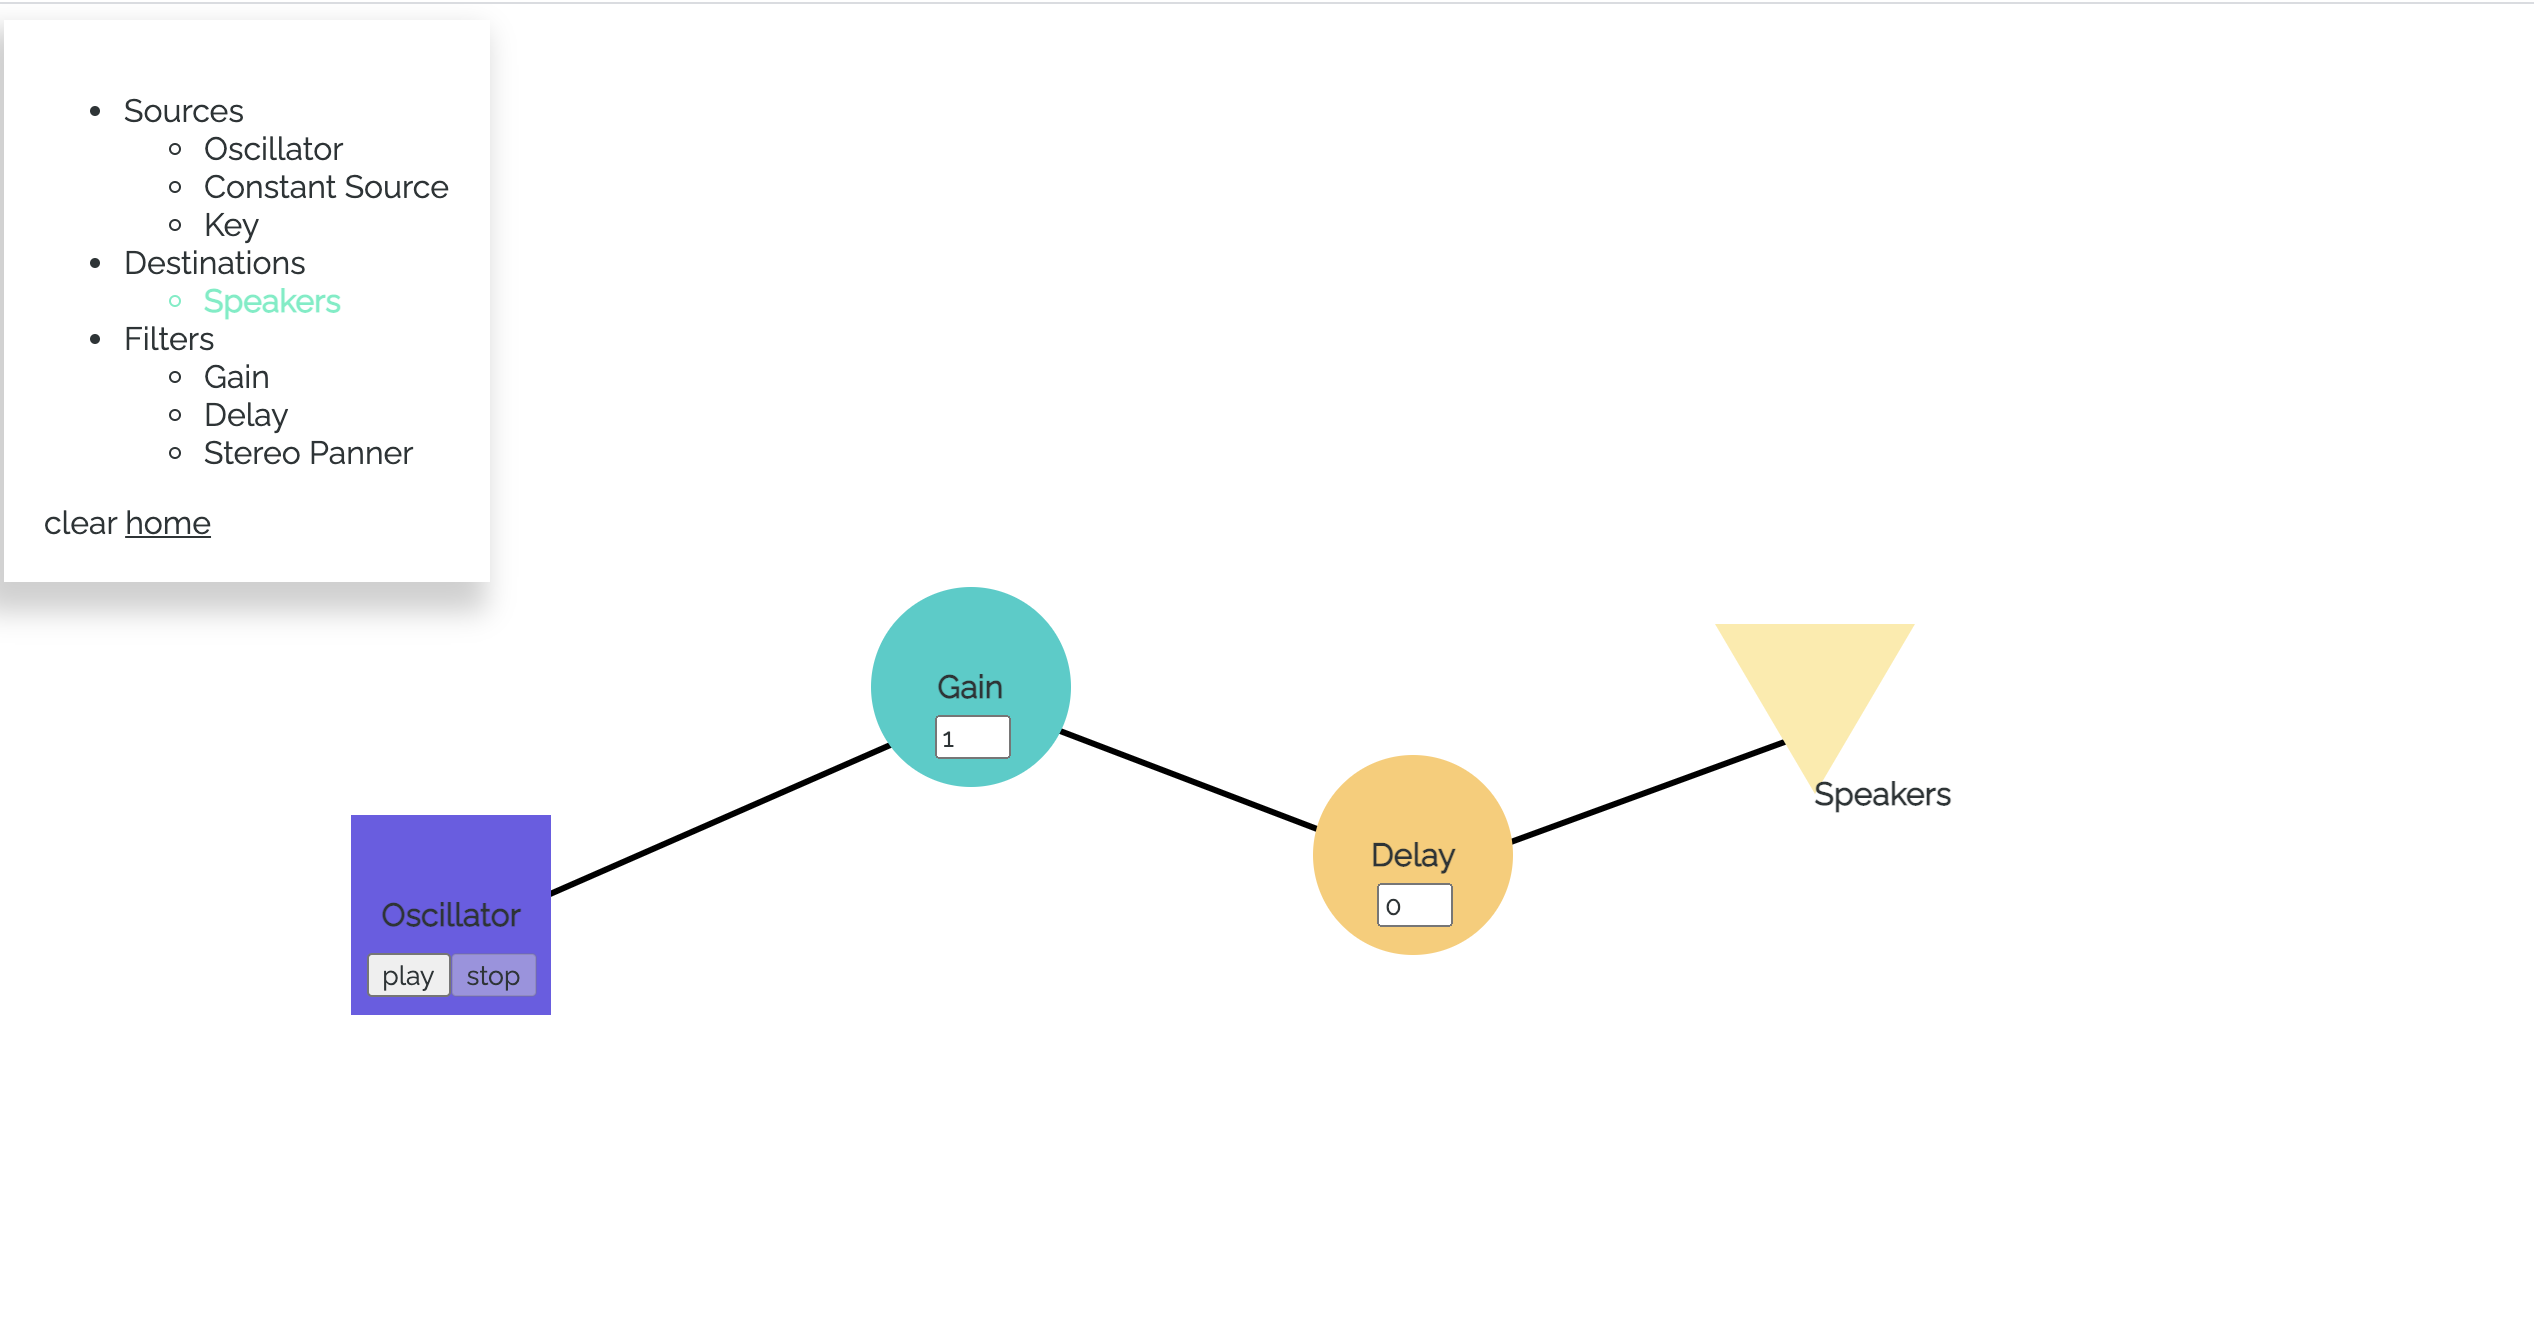 Sources
Oscillator
Constant Source
Key
Destinations
Speakers
Filters
Gain
Delay
Stereo Panner
clear home
Gain
1
Delay
0
Speakers
Oscillator
play stop